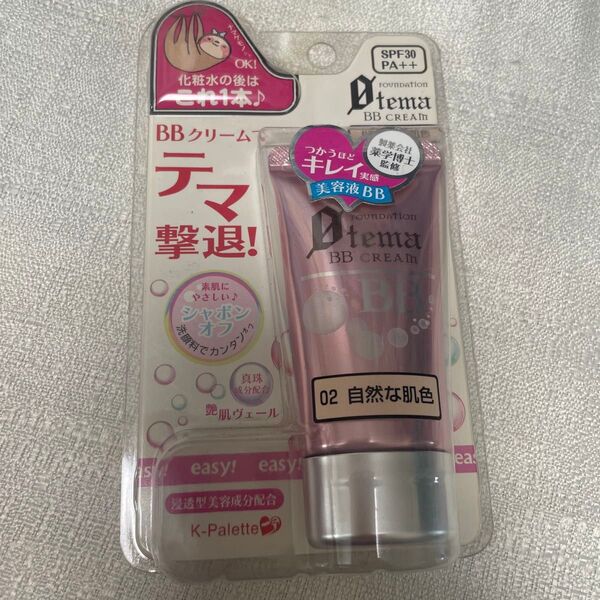 OK!
化粧水の後は
これ1本♪
SPF30
PA++
FOUNDATION
0tema
BB CREAM
BBクリームで
テマ
撃退!
素肌に
やさしい♪
シャボン
オフ
洗顔料でカンタンオフ
真珠
成分配合
艶肌ヴェール
easy!
easy!
easy!
easy!
浸透型美容成分配合
K-Palette
つかうほど
キレイ実感
美容液BB
製薬会社
薬学博士
監修
FOUNDATION
0tema
BB CREAM
BB
02 自然な肌色